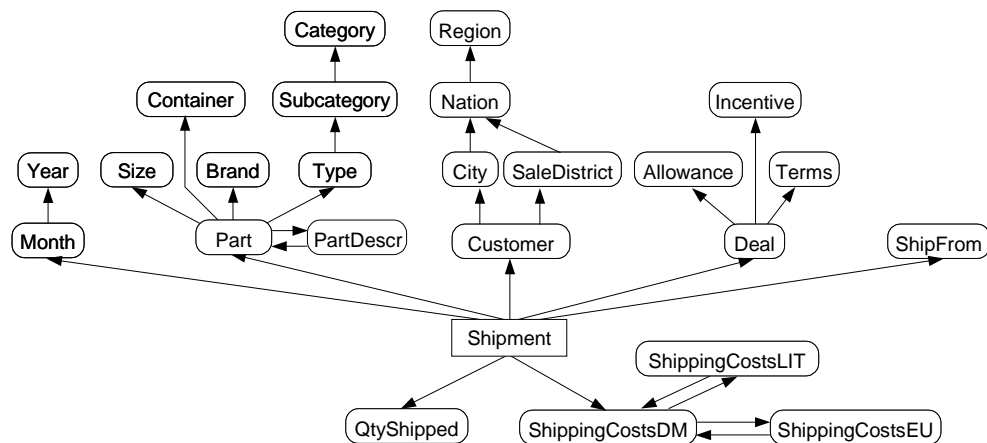 Category
Region
Container
Subcategory
Nation
Incentive
Year
Size
Brand
Type
City
SaleDistrict
Allowance
Terms
Month
Part
PartDescr
Customer
Deal
ShipFrom
Shipment
ShippingCostsLIT
QtyShipped
ShippingCostsDM
ShippingCostsEU